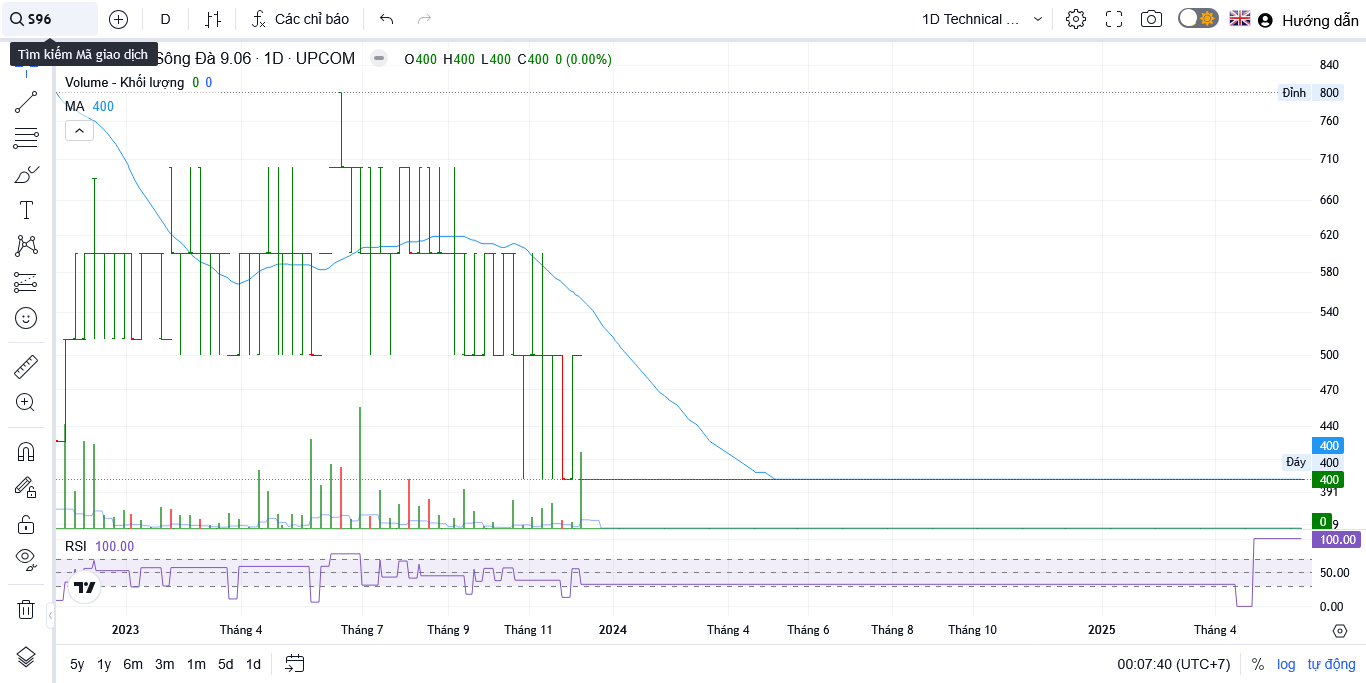 S96
D
Các chỉ báo
1D Technical ...
Hướng dẫn
Tìm kiếm Mã giao dịch
Sông Đà 9.06 · 1D · UPCOM
O400 H400 L400 C400 0 (0.00%)
Volume - Khối lượng 0 0
MA 400
840
Đỉnh 800
760
710
660
620
580
540
500
470
440
400
Đáy 400
400
391
0
9
RSI 100.00
100.00
50.00
0.00
2023 Tháng 4 Tháng 7 Tháng 9 Tháng 11 2024 Tháng 4 Tháng 6 Tháng 8 Tháng 10 2025 Tháng 4
5y 1y 6m 3m 1m 5d 1d
00:07:40 (UTC+7) % log tự động